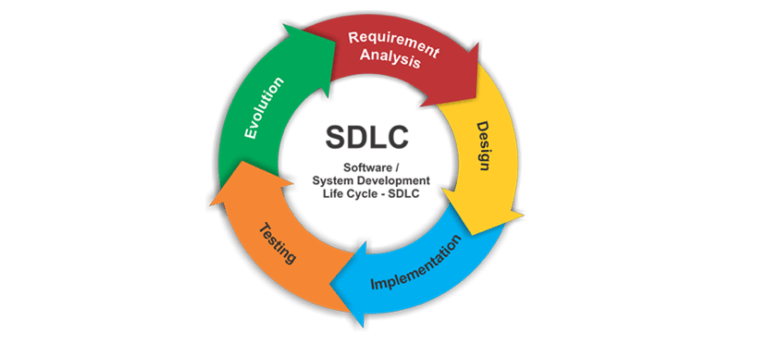 SDLC
Software /
System Development
Life Cycle - SDLC
Requirement
Analysis
Design
Implementation
Testing
Evolution